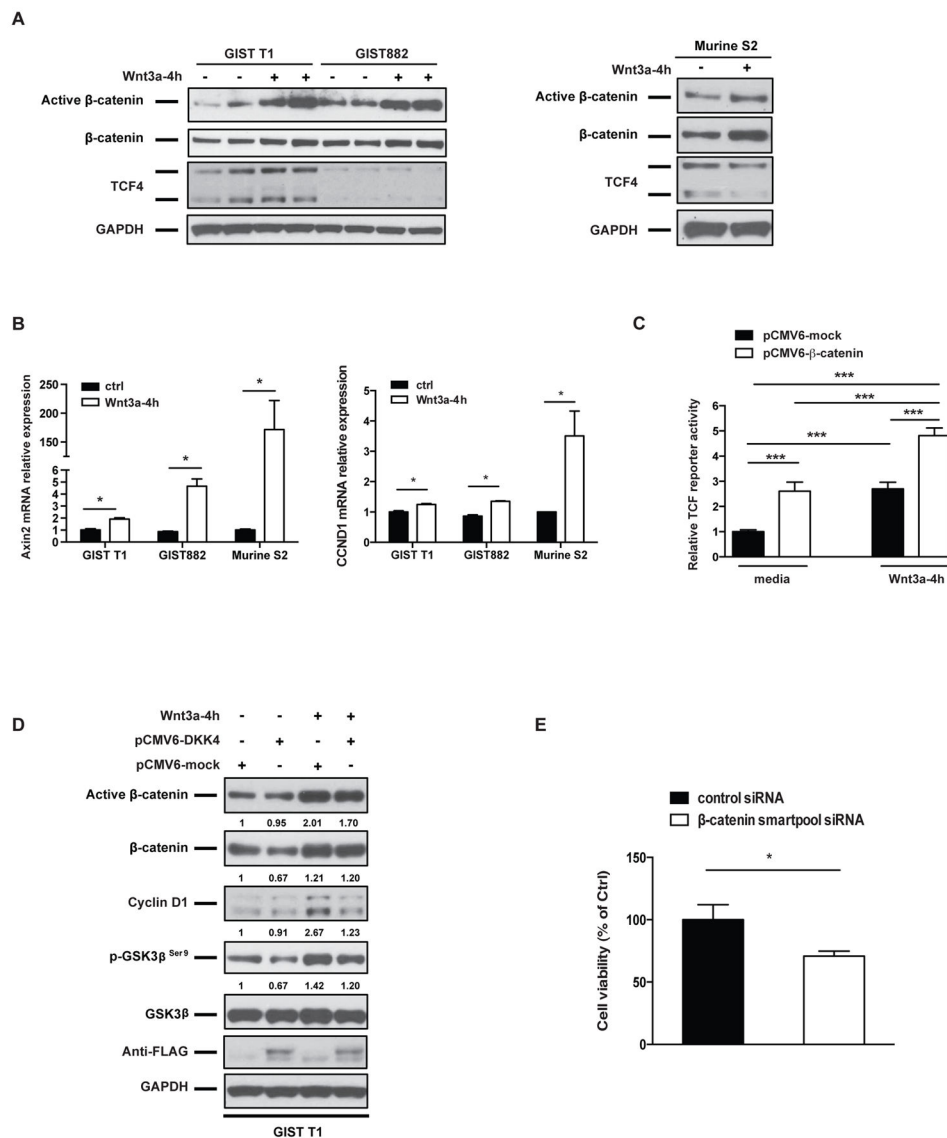 A
GIST T1 GIST882
Wnt3a-4h - - + + - - + +
Active β-catenin
β-catenin
TCF4
GAPDH
Murine S2
Wnt3a-4h - +
Active β-catenin
β-catenin
TCF4
GAPDH
B
Axin2 mRNA relative expression
250
200
150
100
50
5
4
3
2
1
0
ctrl
Wnt3a-4h
*
*
*
GIST T1 GIST882 Murine S2
CCND1 mRNA relative expression
5
4
3
2
1
0
ctrl
Wnt3a-4h
*
*
*
GIST T1 GIST882 Murine S2
C
pCMV6-mock
pCMV6-β-catenin
Relative TCF reporter activity
6
5
4
3
2
1
0
***
***
***
***
***
media Wnt3a-4h
D
Wnt3a-4h - - + +
pCMV6-DKK4 - + - +
pCMV6-mock + - + -
Active β-catenin
1 0.95 2.01 1.70
β-catenin
1 0.67 1.21 1.20
Cyclin D1
1 0.91 2.67 1.23
p-GSK3β Ser 9
1 0.67 1.42 1.20
GSK3β
Anti-FLAG
GAPDH
GIST T1
E
control siRNA
β-catenin smartpool siRNA
Cell viability (% of Ctrl)
150
100
50
0
*